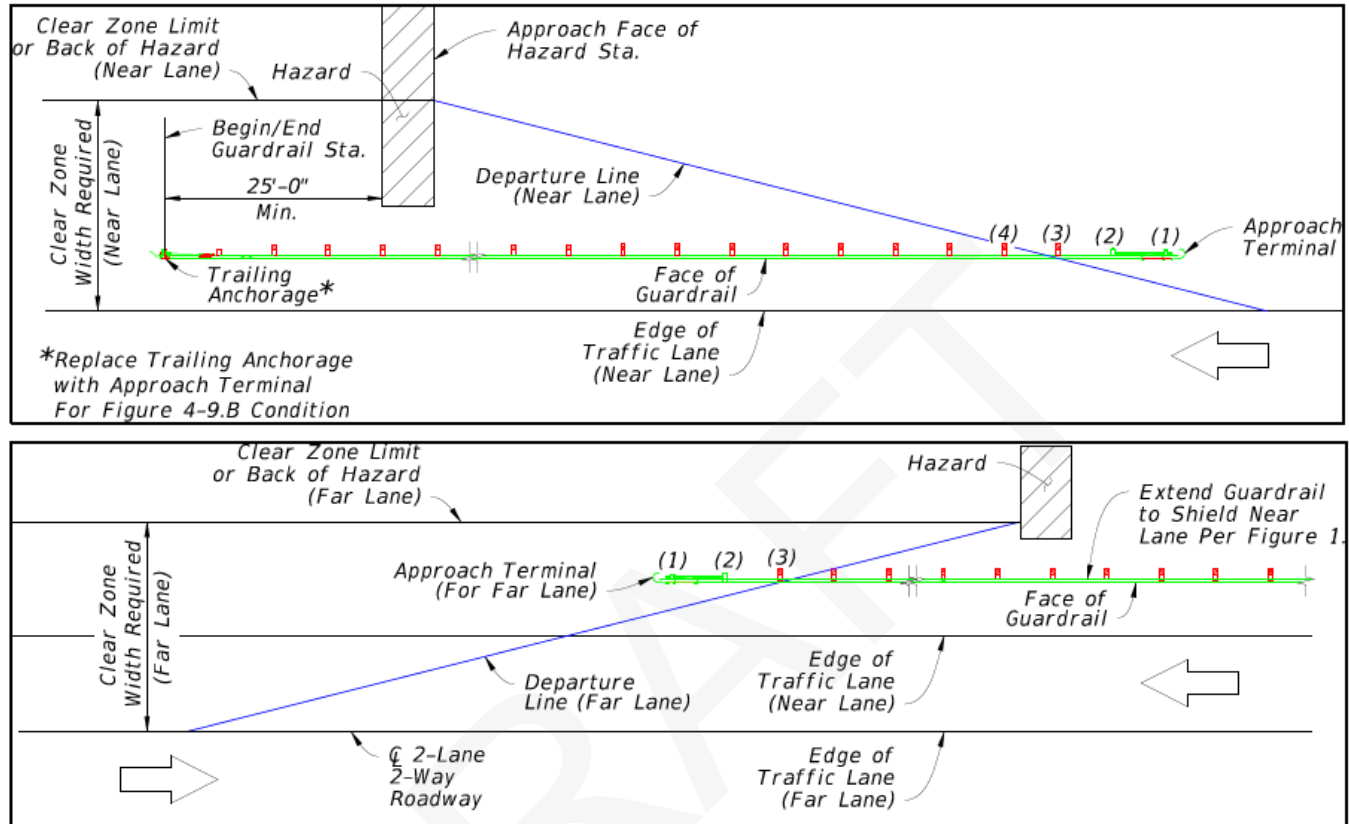 Clear Zone Limit
or Back of Hazard
(Near Lane)
Hazard
Approach Face of
Hazard Sta.
Begin/End
Guardrail Sta.
Clear Zone
Width Required
(Near Lane)
25'-0"
Min.
Departure Line
(Near Lane)
(4)
(3)
(2)
(1)
Approach
Terminal
Trailing
Anchorage*
Face of
Guardrail
Edge of
Traffic Lane
(Near Lane)
*Replace Trailing Anchorage
with Approach Terminal
For Figure 4-9.B Condition
Clear Zone Limit
or Back of Hazard
(Far Lane)
Hazard
Extend Guardrail
to Shield Near
Lane Per Figure 1.
Clear Zone
Width Required
(Far Lane)
(1)
(2)
(3)
Approach Terminal
(For Far Lane)
Face of
Guardrail
Departure
Line (Far Lane)
Edge of
Traffic Lane
(Near Lane)
℄ 2-Lane
2-Way
Roadway
Edge of
Traffic Lane
(Far Lane)
DRAFT